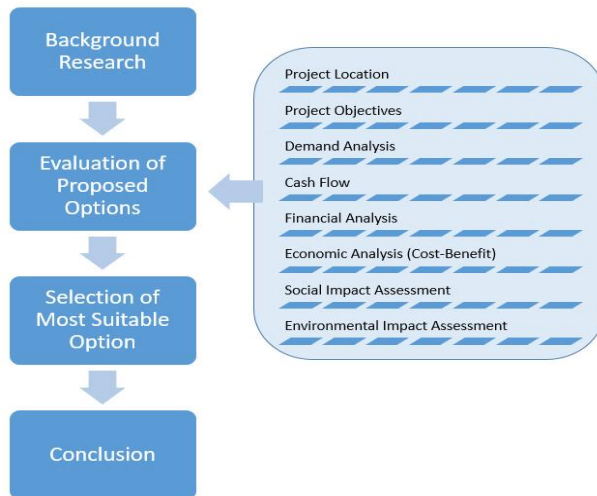 Background
Research
Evaluation of
Proposed
Options
Selection of
Most Suitable
Option
Conclusion
Project Location
Project Objectives
Demand Analysis
Cash Flow
Financial Analysis
Economic Analysis (Cost-Benefit)
Social Impact Assessment
Environmental Impact Assessment